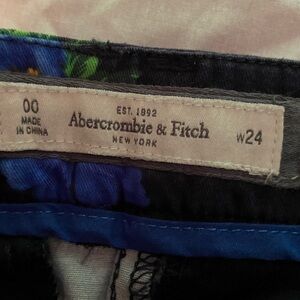 00
MADE
IN CHINA
EST. 1892
Abercrombie & Fitch
NEW YORK
W24